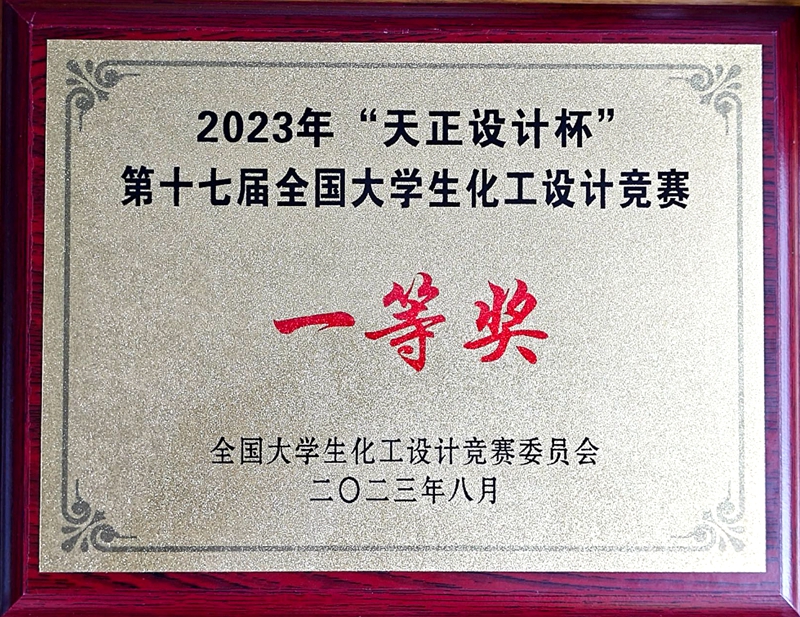 2023年“天正设计杯”
第十七届全国大学生化工设计竞赛
一等奖
全国大学生化工设计竞赛委员会
二〇二三年八月